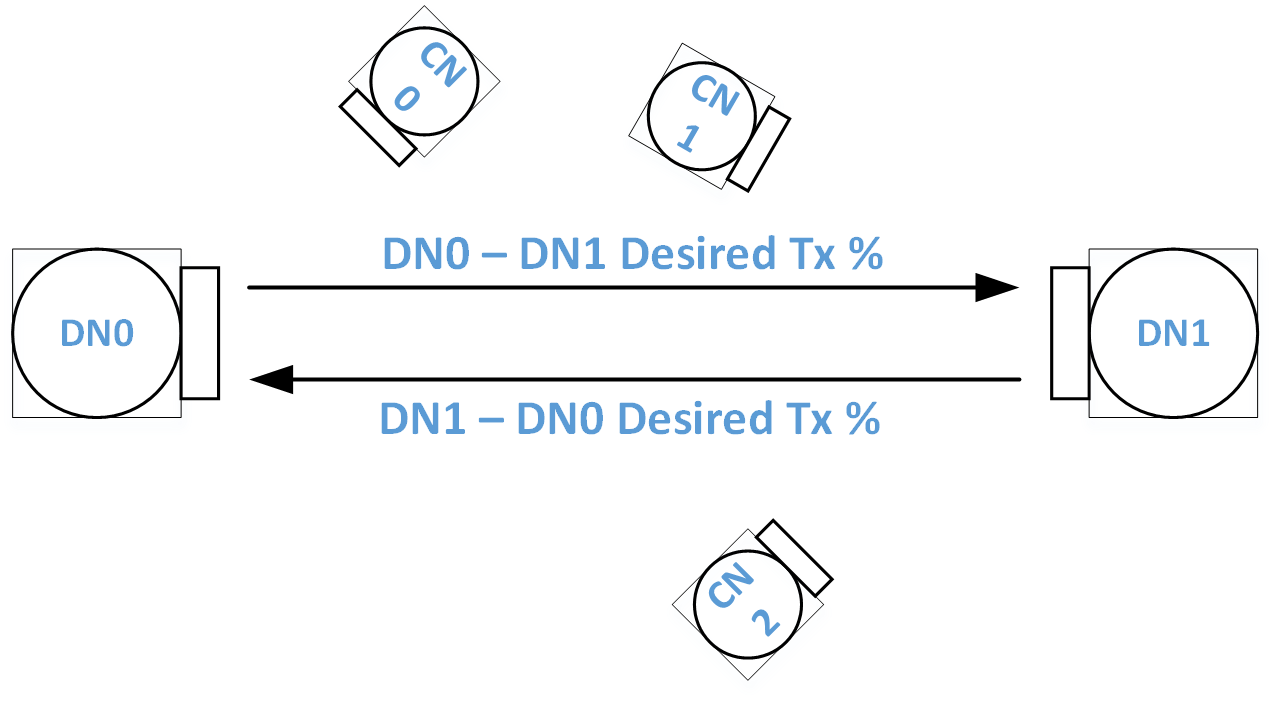 CN
0
CN
1
DN0 – DN1 Desired Tx %
DN0
DN1
DN1 – DN0 Desired Tx %
CN
2